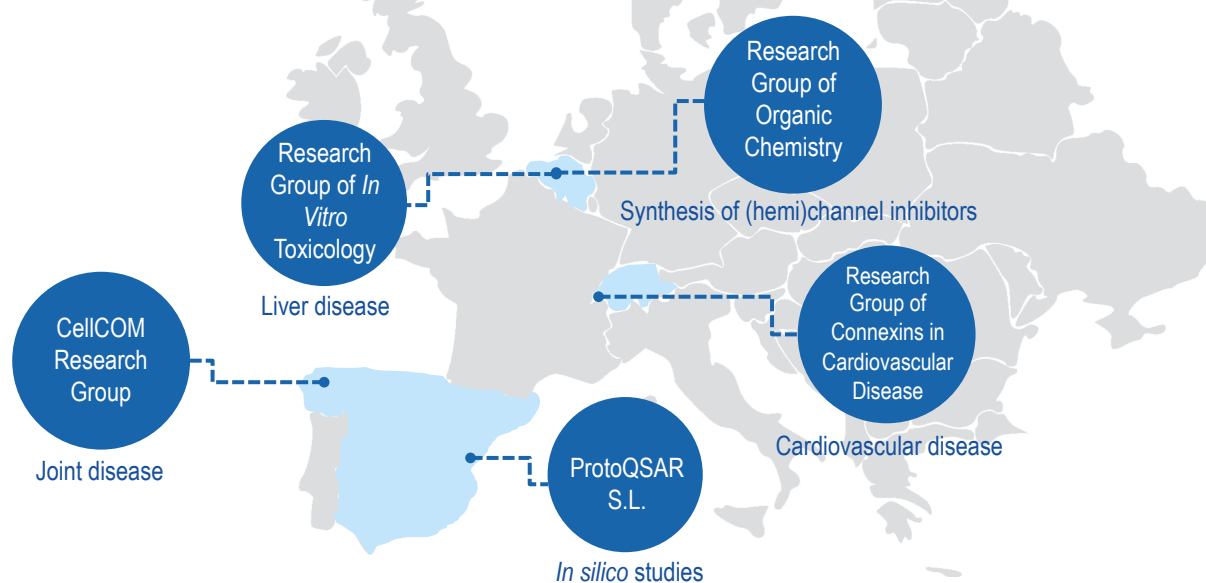 Research
Group of
Organic
Chemistry
Synthesis of (hemi)channel inhibitors
Research
Group of In
Vitro
Toxicology
Liver disease
CellCOM
Research
Group
Joint disease
Research
Group of
Connexins in
Cardiovascular
Disease
Cardiovascular disease
ProtoQSAR
S.L.
In silico studies